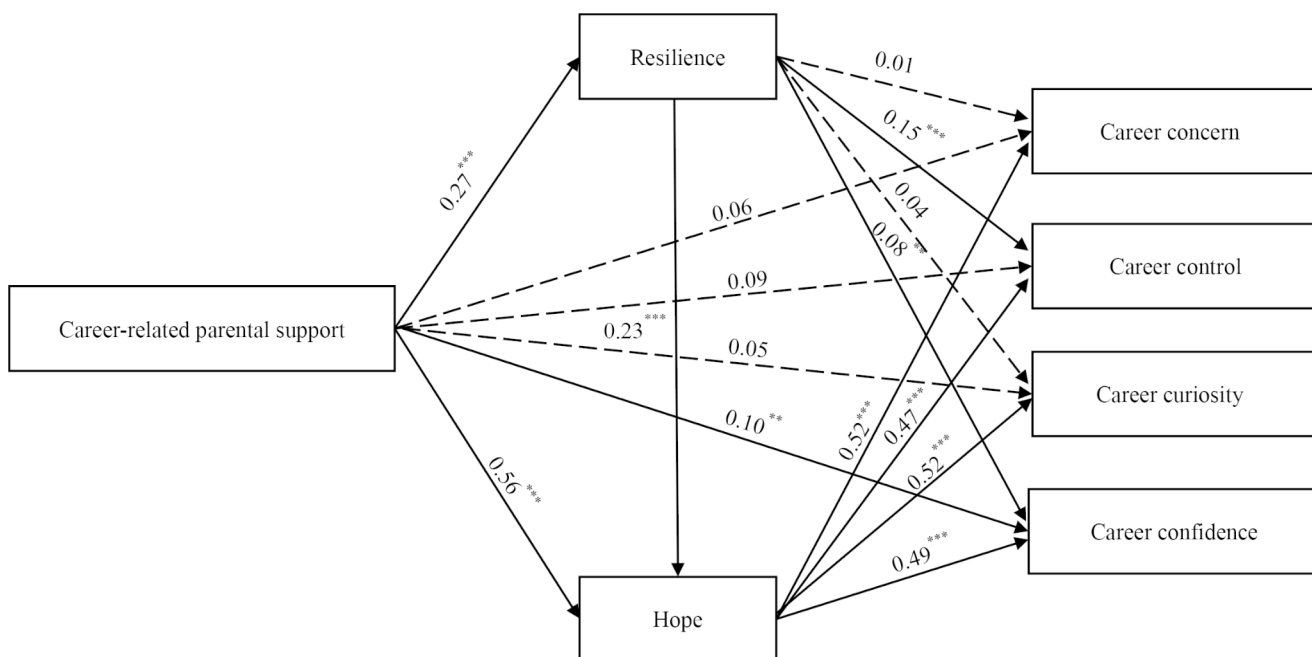 Resilience
0.01
Career concern
0.15 ***
0.27 ***
0.04
0.06
0.08 **
Career control
0.09
Career-related parental support
0.23 ***
0.05
Career curiosity
0.10 **
0.47 ***
0.52 ***
0.52 ***
0.56 ***
Career confidence
0.49 ***
Hope